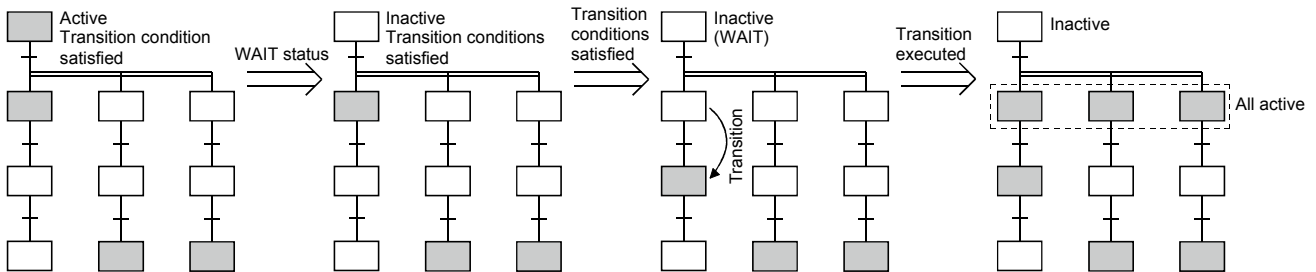 Active
Transition condition
satisfied
WAIT status
Inactive
Transition conditions
satisfied
Transition
conditions
satisfied
Inactive
(WAIT)
Transition
Transition
executed
Inactive
All active